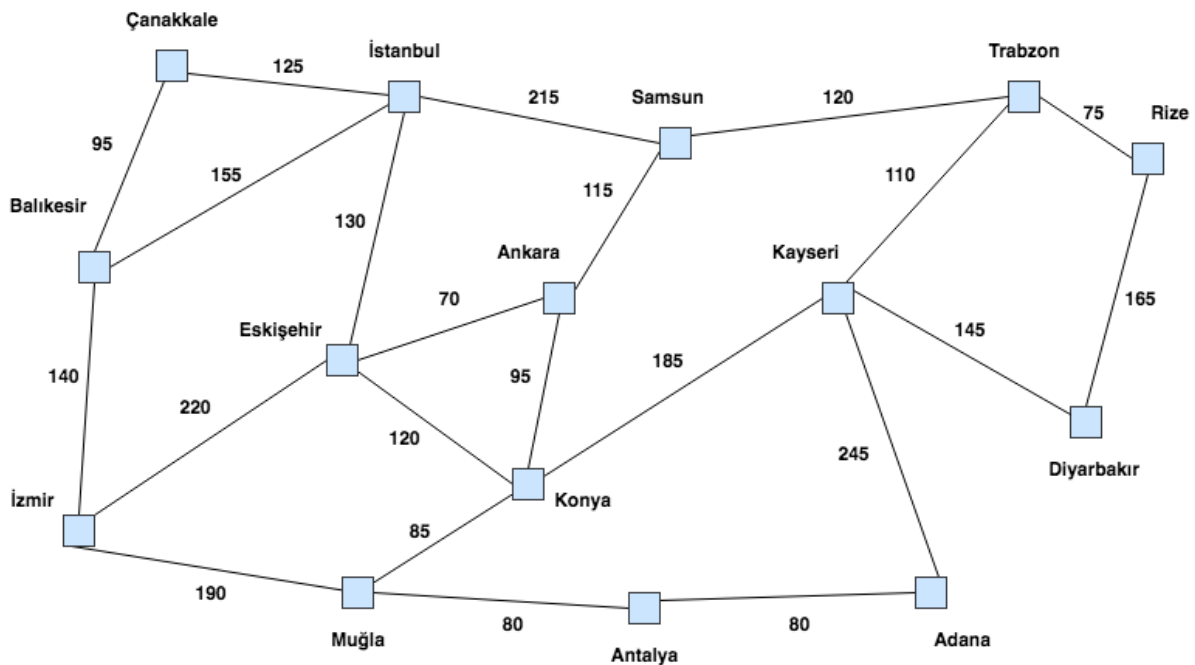 Çanakkale
İstanbul
Trabzon
125
215
Samsun
120
75
Rize
95
155
115
110
Balıkesir
130
Ankara
Kayseri
70
165
Eskişehir
145
140
95
185
220
120
245
Diyarbakır
İzmir
Konya
85
190
80
80
Muğla
Antalya
Adana